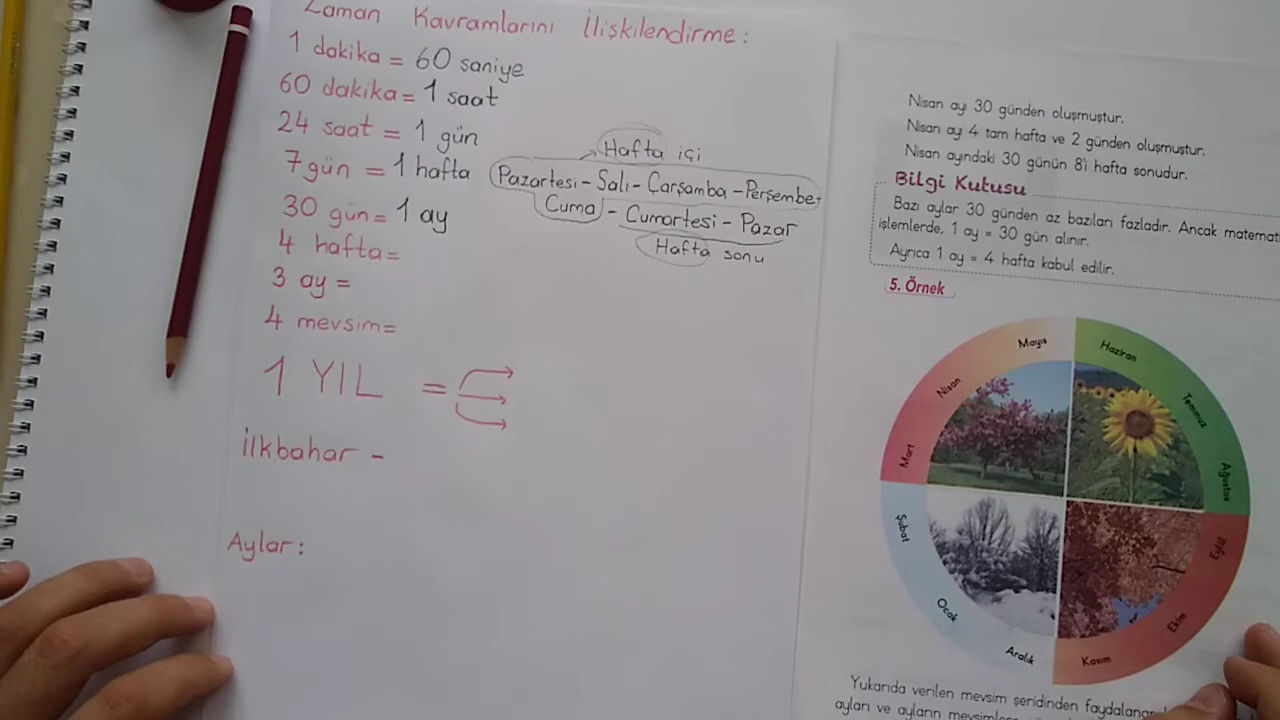 Zaman Kavramlarını İlişkilendirme:
1 dakika = 60 saniye
60 dakika = 1 saat
24 saat = 1 gün
7 gün = 1 hafta
30 gün = 1 ay
4 hafta =
3 ay =
4 mevsim =
1 YIL =
İlkbahar -
Aylar:
Hafta içi
Pazartesi - Salı - Çarşamba - Perşembe -
Cuma - Cumartesi - Pazar
Hafta sonu
Nisan ayı 30 günden oluşmuştur.
Nisan ayı 4 tam hafta ve 2 günden oluşmuştur.
Nisan ayındaki 30 günün 8'i hafta sonudur.
Bilgi Kutusu
Bazı aylar 30 günden az bazıları fazladır. Ancak matemati
işlemlerde, 1 ay = 30 gün alınır.
Ayrıca 1 ay = 4 hafta kabul edilir.
5. Örnek
Mayıs
Haziran
Nisan
Temmuz
Mart
Ağustos
Şubat
Eylül
Ocak
Ekim
Aralık
Kasım
Yukarıda verilen mevsim şeridinden faydalanar
ayları ve ayların